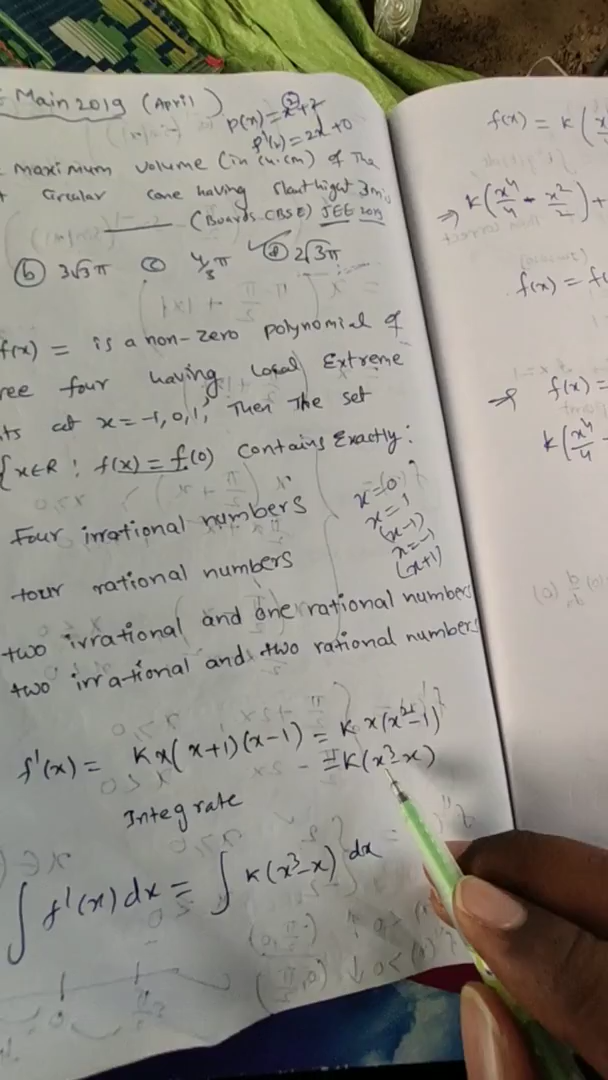 Main 2019 (April)
p(x) = x²+7
p'(x) = 2x+0
maximum volume (in cu.cm) of The
circular cone having slant hight 3m is
(Boards CBSE) JEE 2019
(b) 3√3π (c) 4/3 π (d) 2√3π
f(x) = is a non-zero polynomial of
ree four having local Extreme
ts at x = -1, 0, 1, Then The set
{x∈R : f(x) = f(0) contains Exactly:
Four irrational numbers
four rational numbers
two irrational and one rational numbers
two irrational and two rational numbers
x=0
x=1
(x-1)
x=-1
(x+1)
f'(x) = Kx(x+1)(x-1) = K x(x²-1)
= K(x³-x)
Integrate
∫ f'(x) dx = ∫ K(x³-x) dx
f(x) = K
⇒ K(x⁴/4 - x²/2) +
f(x) = f(
⇒ f(x) =
K(x⁴/4 -